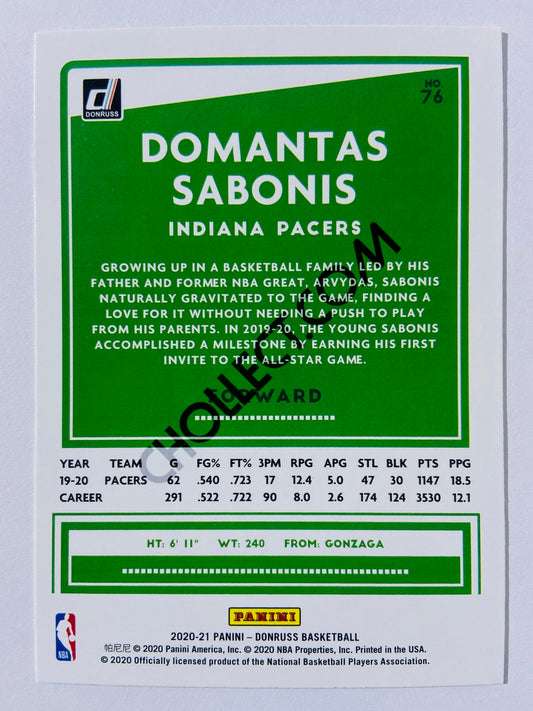 DONRUSS
NO.
76
DOMANTAS
SABONIS
INDIANA PACERS
GROWING UP IN A BASKETBALL FAMILY LED BY HIS
FATHER AND FORMER NBA GREAT, ARVYDAS, SABONIS
NATURALLY GRAVITATED TO THE GAME, FINDING A
LOVE FOR IT WITHOUT NEEDING A PUSH TO PLAY
FROM HIS PARENTS. IN 2019-20, THE YOUNG SABONIS
ACCOMPLISHED A MILESTONE BY EARNING HIS FIRST
INVITE TO THE ALL-STAR GAME.
FORWARD
CHOLLECT.COM
YEAR TEAM G FG% FT% 3PM RPG APG STL BLK PTS PPG
19-20 PACERS 62 .540 .723 17 12.4 5.0 47 30 1147 18.5
CAREER 291 .522 .722 90 8.0 2.6 174 124 3530 12.1
HT: 6' 11" WT: 240 FROM: GONZAGA
PANINI
2020-21 PANINI – DONRUSS BASKETBALL
帕尼尼 © 2020 Panini America, Inc. © 2020 NBA Properties, Inc. Printed in the USA.
© 2020 Officially licensed product of the National Basketball Players Association.
NBA